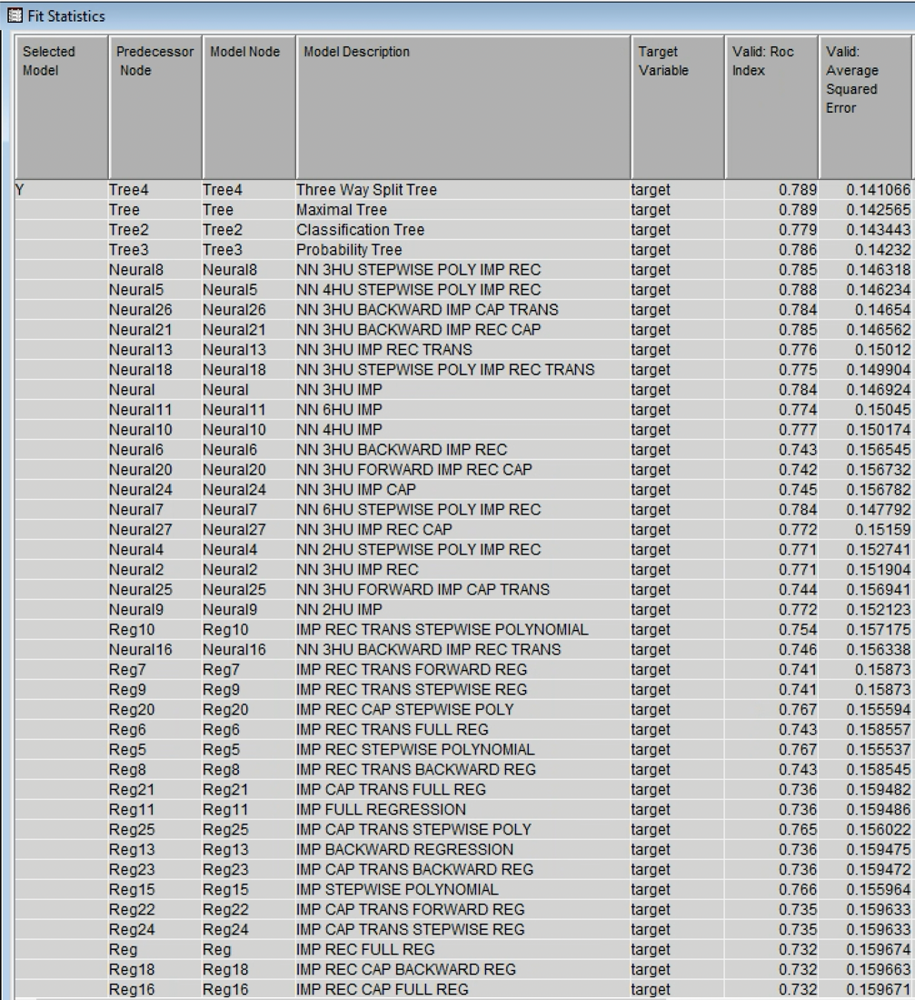 Fit Statistics
Selected Model	Predecessor Node	Model Node	Model Description	Target Variable	Valid: Roc Index	Valid: Average Squared Error
Y	Tree4	Tree4	Three Way Split Tree	target	0.789	0.141066
Tree	Tree	Maximal Tree	target	0.789	0.142565
Tree2	Tree2	Classification Tree	target	0.779	0.143443
Tree3	Tree3	Probability Tree	target	0.786	0.14232
Neural8	Neural8	NN 3HU STEPWISE POLY IMP REC	target	0.785	0.146318
Neural5	Neural5	NN 4HU STEPWISE POLY IMP REC	target	0.788	0.146234
Neural26	Neural26	NN 3HU BACKWARD IMP CAP TRANS	target	0.784	0.14654
Neural21	Neural21	NN 3HU BACKWARD IMP REC CAP	target	0.785	0.146562
Neural13	Neural13	NN 3HU IMP REC TRANS	target	0.776	0.15012
Neural18	Neural18	NN 3HU STEPWISE POLY IMP REC TRANS	target	0.775	0.149904
Neural	Neural	NN 3HU IMP	target	0.784	0.146924
Neural11	Neural11	NN 6HU IMP	target	0.774	0.15045
Neural10	Neural10	NN 4HU IMP	target	0.777	0.150174
Neural6	Neural6	NN 3HU BACKWARD IMP REC	target	0.743	0.156545
Neural20	Neural20	NN 3HU FORWARD IMP REC CAP	target	0.742	0.156732
Neural24	Neural24	NN 3HU IMP CAP	target	0.745	0.156782
Neural7	Neural7	NN 6HU STEPWISE POLY IMP REC	target	0.784	0.147792
Neural27	Neural27	NN 3HU IMP REC CAP	target	0.772	0.15159
Neural4	Neural4	NN 2HU STEPWISE POLY IMP REC	target	0.771	0.152741
Neural2	Neural2	NN 3HU IMP REC	target	0.771	0.151904
Neural25	Neural25	NN 3HU FORWARD IMP CAP TRANS	target	0.744	0.156941
Neural9	Neural9	NN 2HU IMP	target	0.772	0.152123
Reg10	Reg10	IMP REC TRANS STEPWISE POLYNOMIAL	target	0.754	0.157175
Neural16	Neural16	NN 3HU BACKWARD IMP REC TRANS	target	0.746	0.156338
Reg7	Reg7	IMP REC TRANS FORWARD REG	target	0.741	0.15873
Reg9	Reg9	IMP REC TRANS STEPWISE REG	target	0.741	0.15873
Reg20	Reg20	IMP REC CAP STEPWISE POLY	target	0.767	0.155594
Reg6	Reg6	IMP REC TRANS FULL REG	target	0.743	0.158557
Reg5	Reg5	IMP REC STEPWISE POLYNOMIAL	target	0.767	0.155537
Reg8	Reg8	IMP REC TRANS BACKWARD REG	target	0.743	0.158545
Reg21	Reg21	IMP CAP TRANS FULL REG	target	0.736	0.159482
Reg11	Reg11	IMP FULL REGRESSION	target	0.736	0.159486
Reg25	Reg25	IMP CAP TRANS STEPWISE POLY	target	0.765	0.156022
Reg13	Reg13	IMP BACKWARD REGRESSION	target	0.736	0.159475
Reg23	Reg23	IMP CAP TRANS BACKWARD REG	target	0.736	0.159472
Reg15	Reg15	IMP STEPWISE POLYNOMIAL	target	0.766	0.155964
Reg22	Reg22	IMP CAP TRANS FORWARD REG	target	0.735	0.159633
Reg24	Reg24	IMP CAP TRANS STEPWISE REG	target	0.735	0.159633
Reg	Reg	IMP REC FULL REG	target	0.732	0.159674
Reg18	Reg18	IMP REC CAP BACKWARD REG	target	0.732	0.159663
Reg16	Reg16	IMP REC CAP FULL REG	target	0.732	0.159671